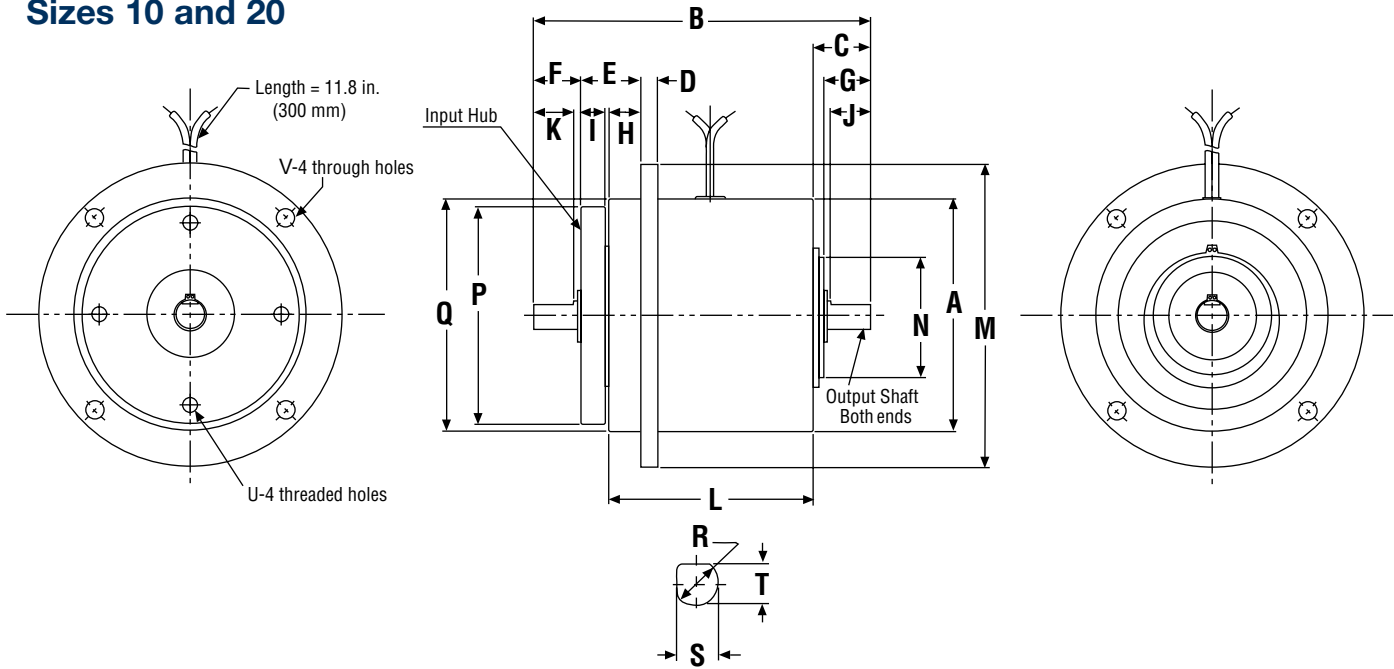 Sizes 10 and 20
B
C
F E D G
Length = 11.8 in.
(300 mm)
Input Hub
K I H J
V-4 through holes
Q P N A M
Output Shaft
Both ends
U-4 threaded holes
L
R
T
S